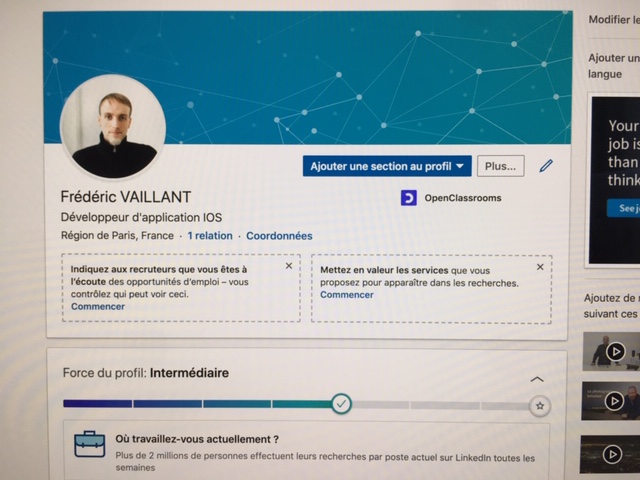 Modifier le
Ajouter un
langue
Your
job is
than
think
See j
Ajouter une section au profil
Plus...
Frédéric VAILLANT
OpenClassrooms
Développeur d'application IOS
Région de Paris, France · 1 relation · Coordonnées
Indiquez aux recruteurs que vous êtes à
l'écoute des opportunités d'emploi – vous
contrôlez qui peut voir ceci.
Commencer
Mettez en valeur les services que vous
proposez pour apparaître dans les recherches.
Commencer
Ajoutez de
suivant ces
Force du profil: Intermédiaire
Où travaillez-vous actuellement ?
Plus de 2 millions de personnes effectuent leurs recherches par poste actuel sur LinkedIn toutes les
semaines